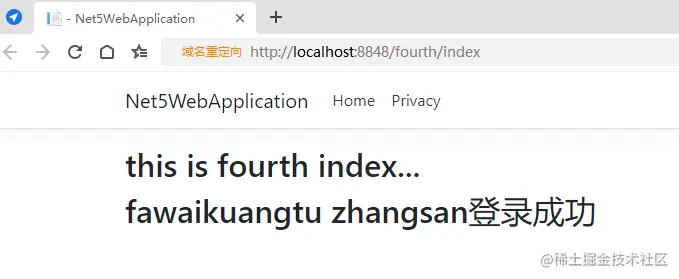 - Net5WebApplication
域名重定向 http://localhost:8848/fourth/index
Net5WebApplication Home Privacy
this is fourth index...
fawaikuangtu zhangsan登录成功
@稀土掘金技术社区